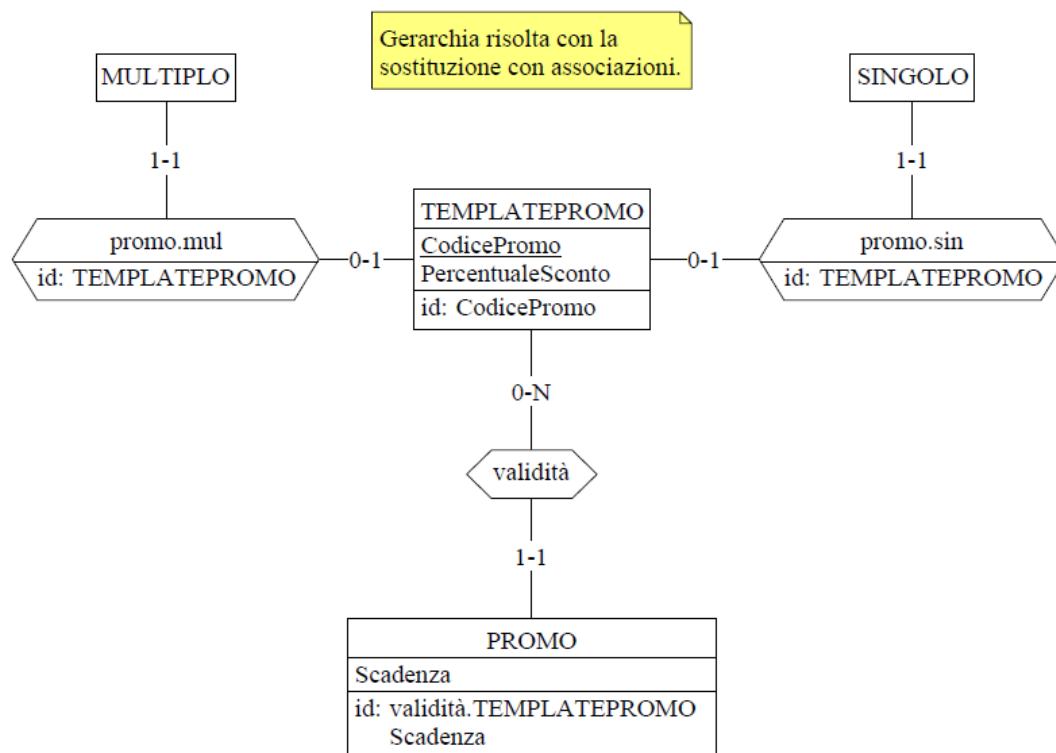 Gerarchia risolta con la
sostituzione con associazioni.
MULTIPLO
SINGOLO
1-1
1-1
TEMPLATEPROMO
CodicePromo
PercentualeSconto
id: CodicePromo
promo.mul
id: TEMPLATEPROMO
0-1
0-1
promo.sin
id: TEMPLATEPROMO
0-N
validità
1-1
PROMO
Scadenza
id: validità.TEMPLATEPROMO
Scadenza